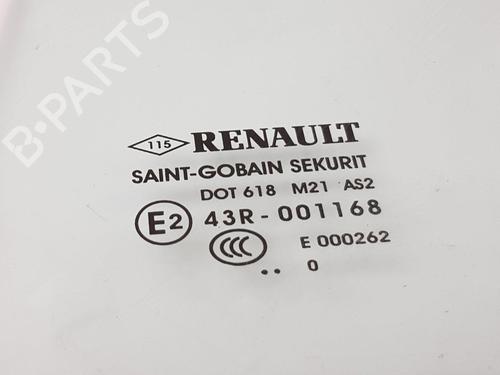 B-PARTS
115 RENAULT
SAINT-GOBAIN SEKURIT
DOT 618 M21 AS2
E2 43R-001168
CCC E 000262
.. 0